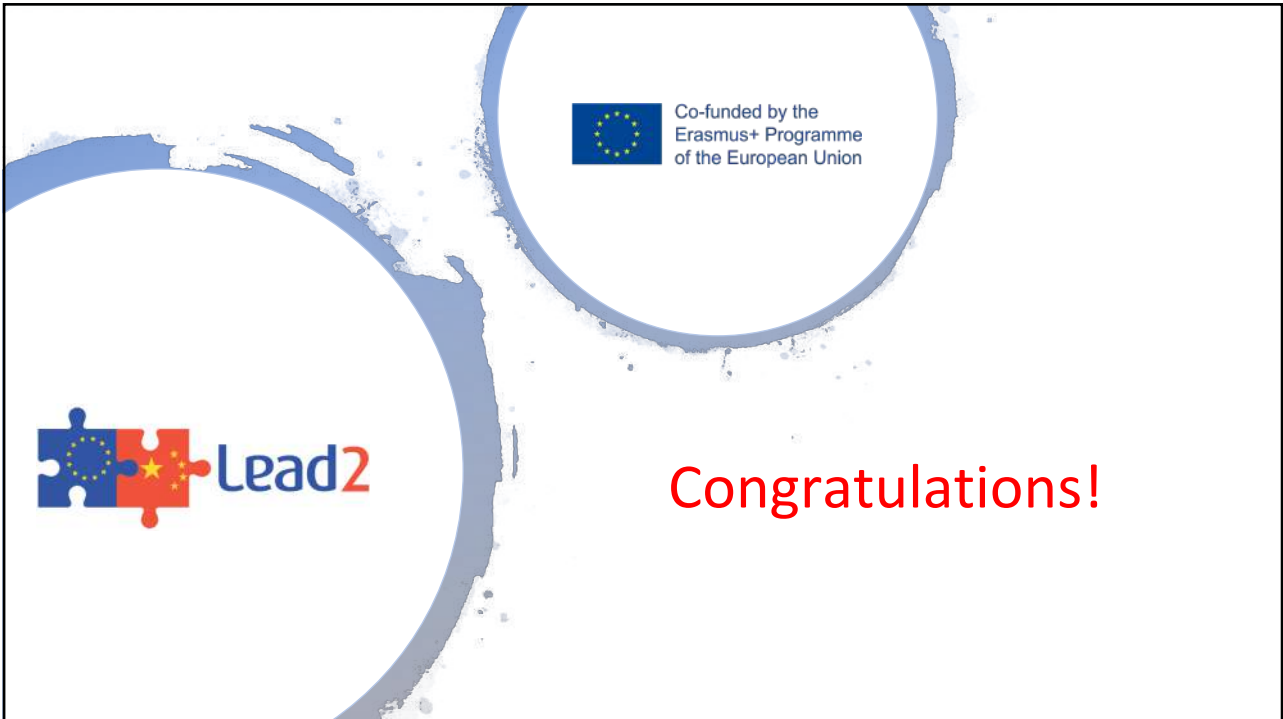 Co-funded by the
Erasmus+ Programme
of the European Union
Lead2
Congratulations!